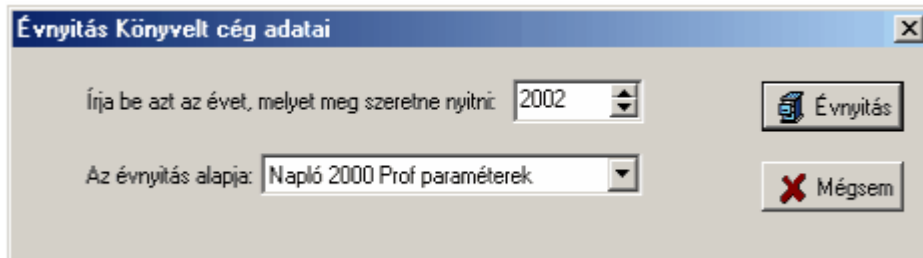 Évnyitás Könyvelt cég adatai
Írja be azt az évet, melyet meg szeretne nyitni: 2002
Évnyitás
Az évnyitás alapja: Napló 2000 Prof paraméterek
Mégsem